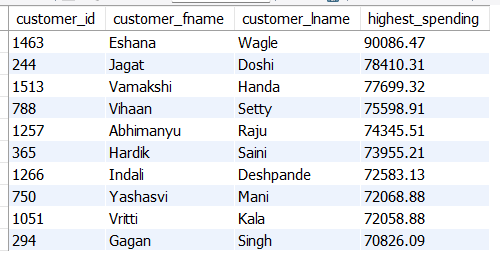 customer_id customer_fname customer_lname highest_spending
1463 Eshana Wagle 90086.47
244 Jagat Doshi 78410.31
1513 Vamakshi Handa 77699.32
788 Vihaan Setty 75598.91
1257 Abhimanyu Raju 74345.51
365 Hardik Saini 73955.21
1266 Indali Deshpande 72583.13
750 Yashasvi Mani 72068.88
1051 Vritti Kala 72058.88
294 Gagan Singh 70826.09